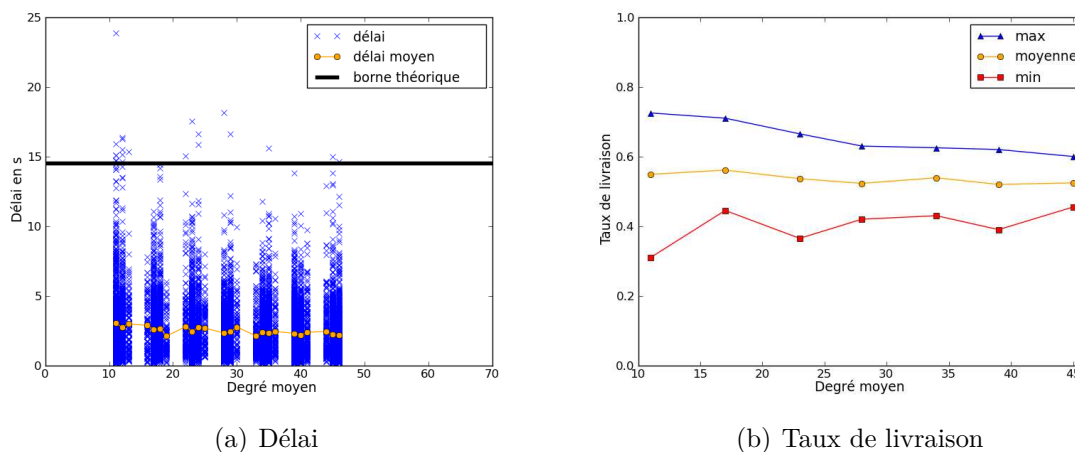 25
20
15
10
5
0
0 10 20 30 40 50 60 70
Délai en s
Degré moyen
délai
délai moyen
borne théorique
(a) Délai
1.0
0.8
0.6
0.4
0.2
0.0
10 15 20 25 30 35 40 45
Taux de livraison
Degré moyen
max
moyenne
min
(b) Taux de livraison